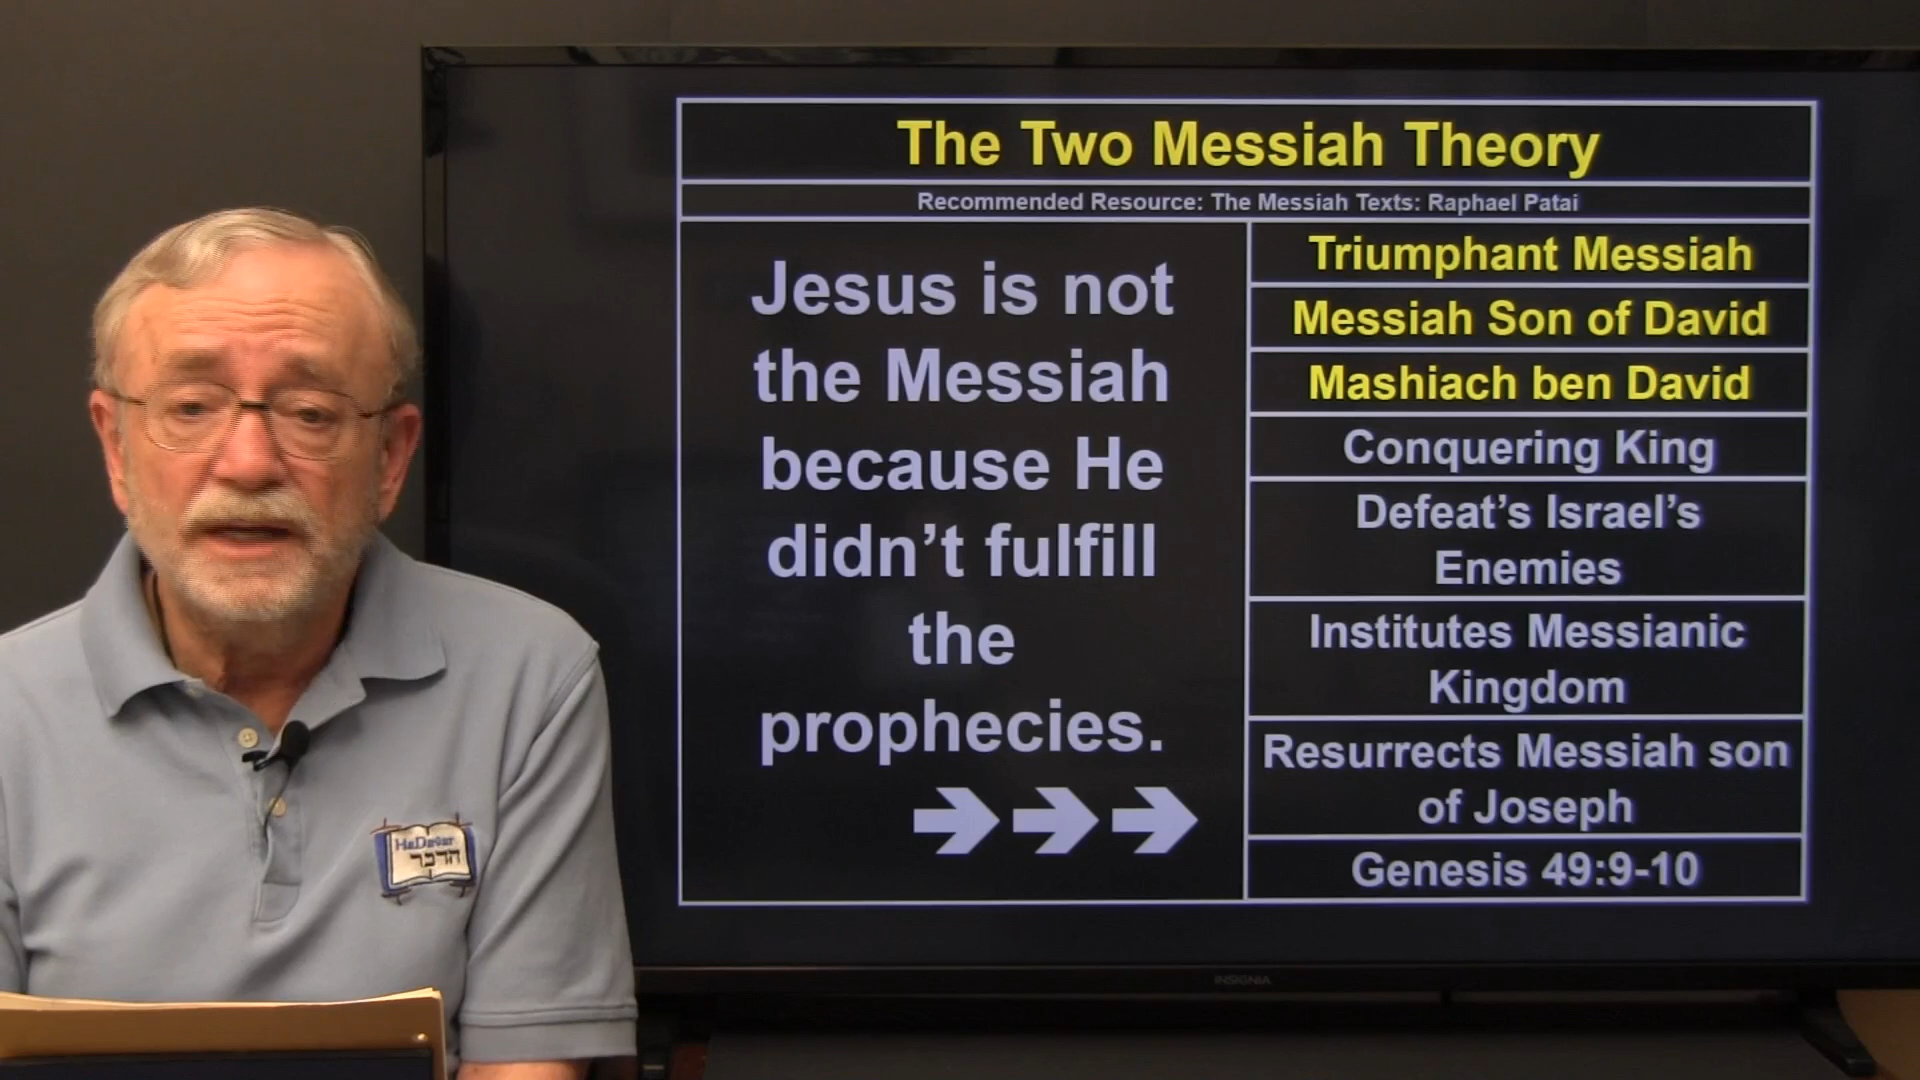 The Two Messiah Theory
Recommended Resource: The Messiah Texts: Raphael Patai
Jesus is not
the Messiah
because He
didn’t fulfill
the
prophecies.
Triumphant Messiah
Messiah Son of David
Mashiach ben David
Conquering King
Defeat’s Israel’s
Enemies
Institutes Messianic
Kingdom
Resurrects Messiah son
of Joseph
Genesis 49:9-10
HaDavar
הדבר
INSIGNIA